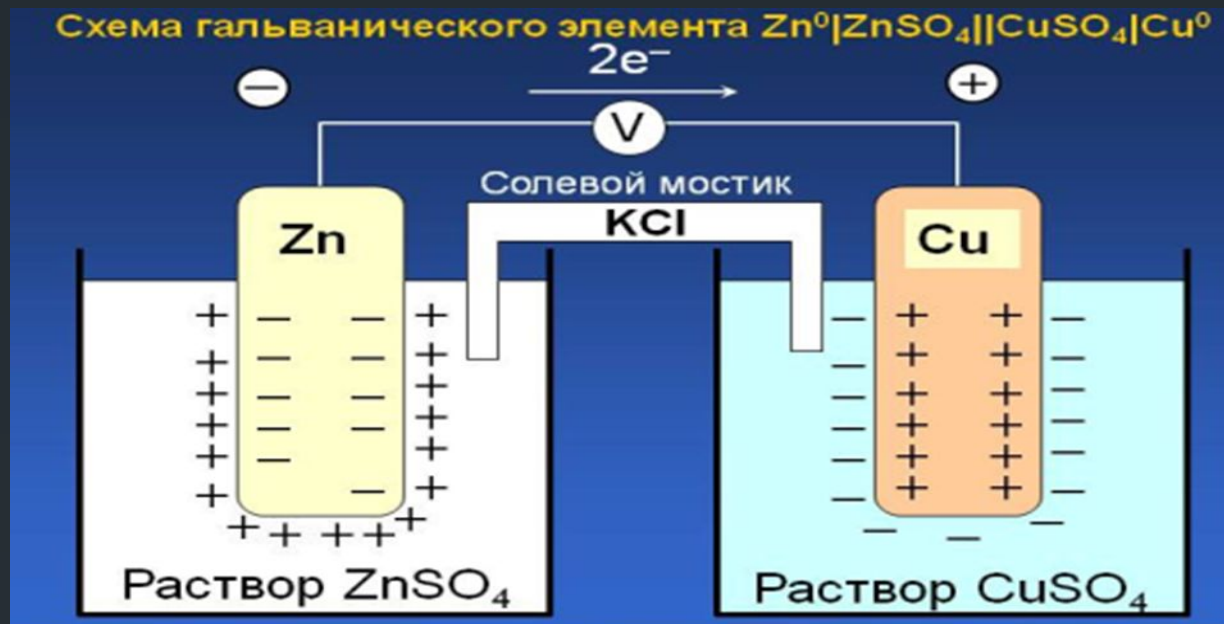 Схема гальванического элемента Zn⁰|ZnSO₄||CuSO₄|Cu⁰
2e⁻
− +
V
Солевой мостик
KCl
Zn Cu
Раствор ZnSO₄
Раствор CuSO₄